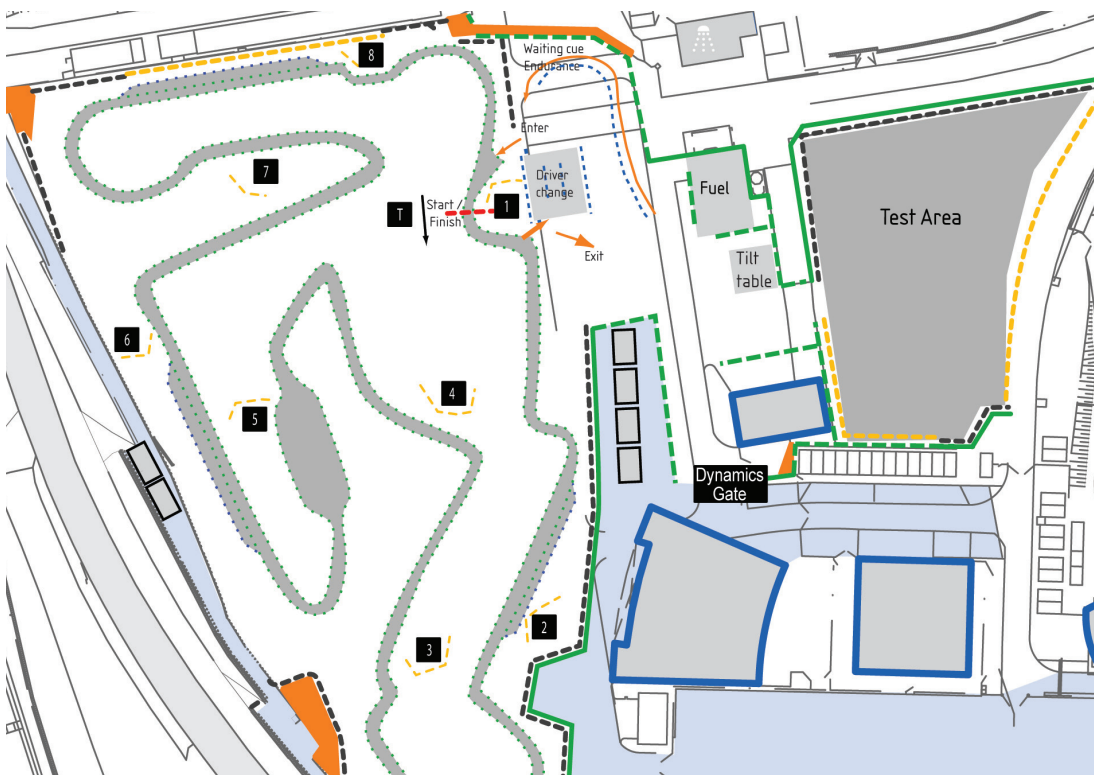 8
Waiting cue
Endurance
Enter
7
Driver
change
Fuel
T
Start /
Finish
1
Test Area
Exit
Tilt
table
6
4
5
Dynamics
Gate
2
3